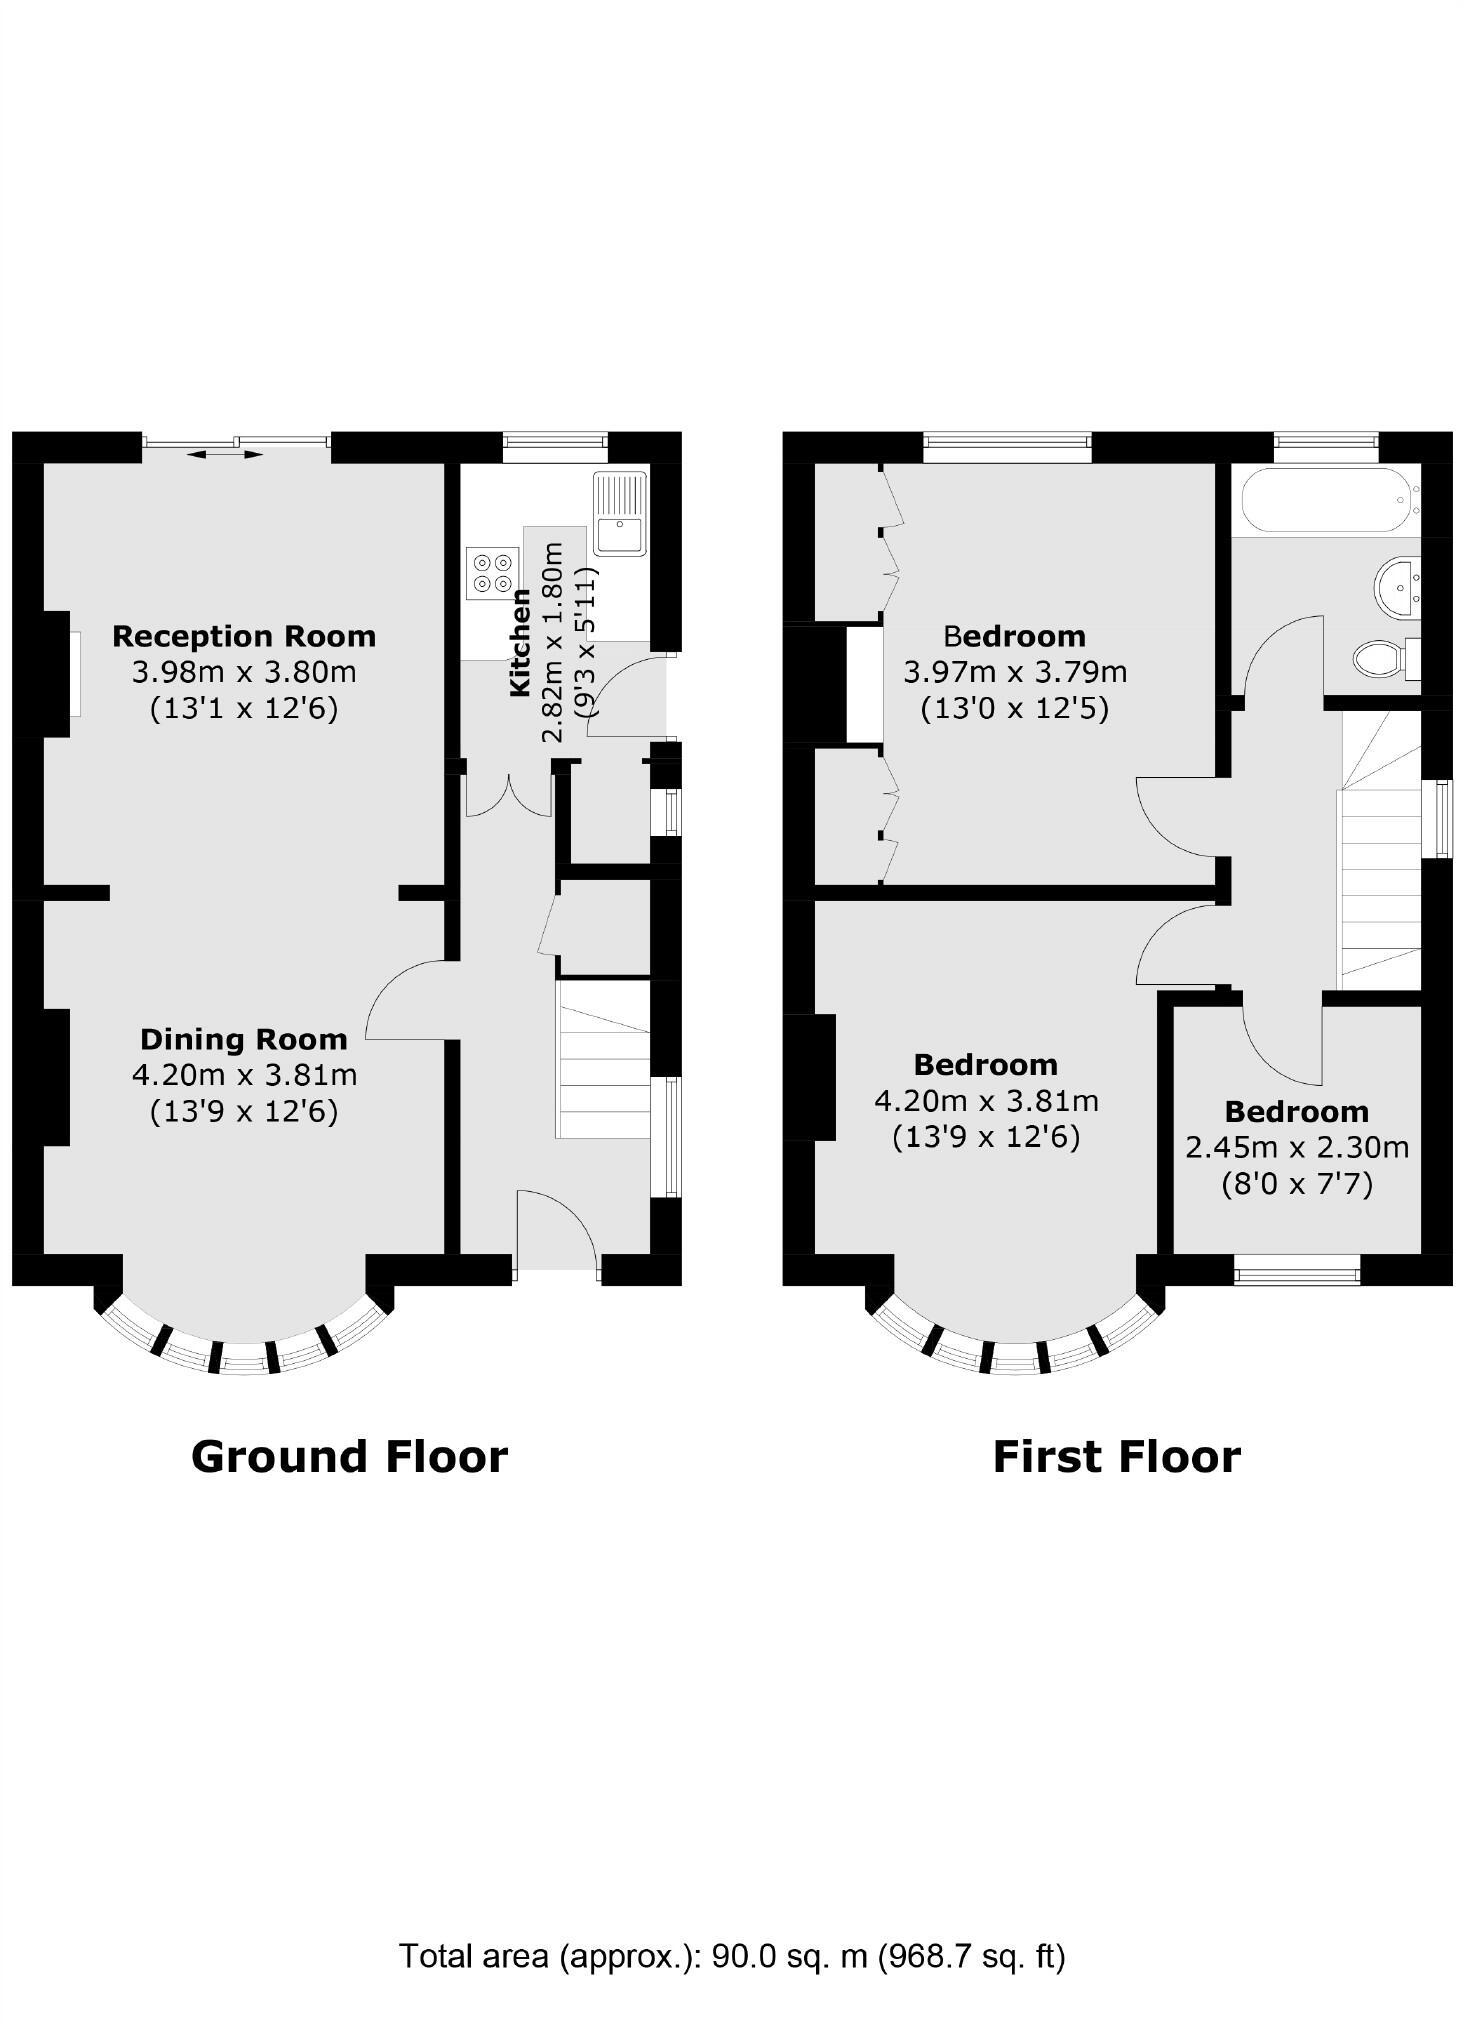 Reception Room
3.98m x 3.80m
(13'1 x 12'6)
Kitchen
2.82m x 1.80m
(9'3 x 5'11)
Dining Room
4.20m x 3.81m
(13'9 x 12'6)
Ground Floor
Bedroom
3.97m x 3.79m
(13'0 x 12'5)
Bedroom
4.20m x 3.81m
(13'9 x 12'6)
Bedroom
2.45m x 2.30m
(8'0 x 7'7)
First Floor
Total area (approx.): 90.0 sq. m (968.7 sq. ft)